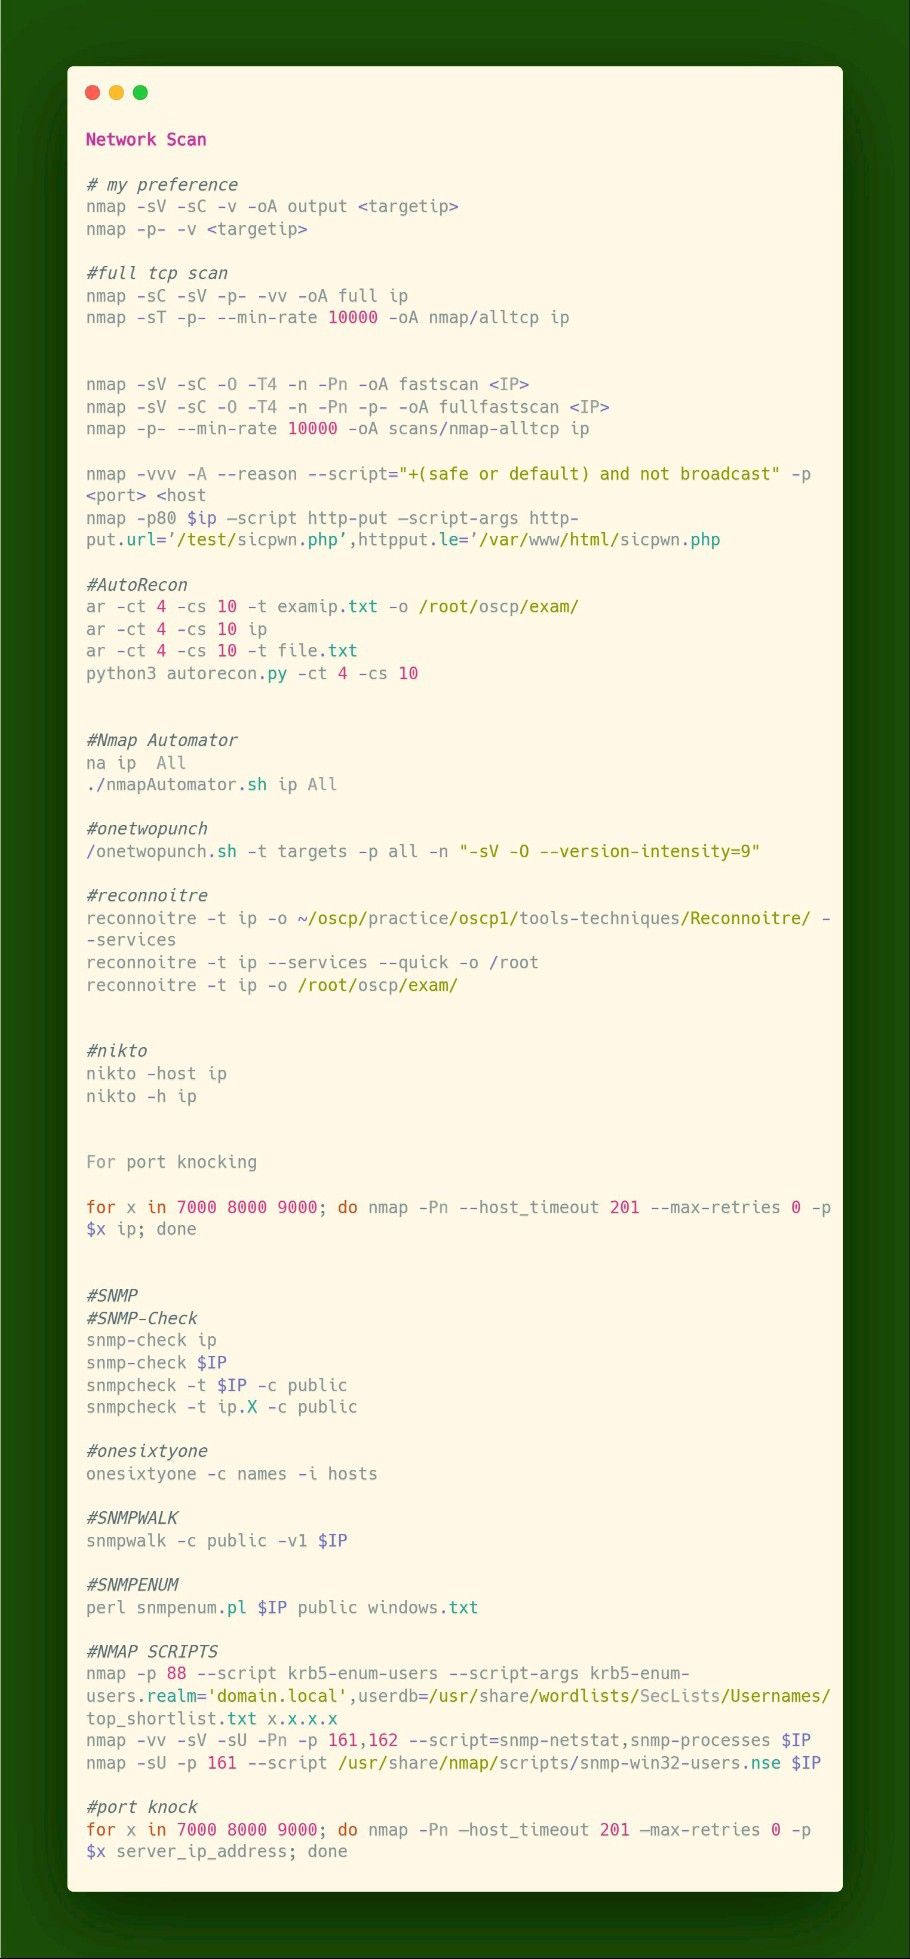 Network Scan
# my preference
nmap -sV -sC -v -oA output <targetip>
nmap -p- -v <targetip>
#full tcp scan
nmap -sC -sV -p- -vv -oA full ip
nmap -sT -p- --min-rate 10000 -oA nmap/alltcp ip
nmap -sV -sC -O -T4 -n -Pn -oA fastscan <IP>
nmap -sV -sC -O -T4 -n -Pn -p- -oA fullfastscan <IP>
nmap -p- --min-rate 10000 -oA scans/nmap-alltcp ip
nmap -vvv -A --reason --script="+(safe or default) and not broadcast" -p
<port> <host
nmap -p80 $ip –script http-put –script-args http-
put.url=’/test/sicpwn.php’,httpput.le=’/var/www/html/sicpwn.php
#AutoRecon
ar -ct 4 -cs 10 -t examip.txt -o /root/oscp/exam/
ar -ct 4 -cs 10 ip
ar -ct 4 -cs 10 -t file.txt
python3 autorecon.py -ct 4 -cs 10
#Nmap Automator
na ip  All
./nmapAutomator.sh ip All
#onetwopunch
/onetwopunch.sh -t targets -p all -n "-sV -O --version-intensity=9"
#reconnoitre
reconnoitre -t ip -o ~/oscp/practice/oscp1/tools-techniques/Reconnoitre/ -
-services
reconnoitre -t ip --services --quick -o /root
reconnoitre -t ip -o /root/oscp/exam/
#nikto
nikto -host ip
nikto -h ip
For port knocking
for x in 7000 8000 9000; do nmap -Pn --host_timeout 201 --max-retries 0 -p
$x ip; done
#SNMP
#SNMP-Check
snmp-check ip
snmp-check $IP
snmpcheck -t $IP -c public
snmpcheck -t ip.X -c public
#onesixtyone
onesixtyone -c names -i hosts
#SNMPWALK
snmpwalk -c public -v1 $IP
#SNMPENUM
perl snmpenum.pl $IP public windows.txt
#NMAP SCRIPTS
nmap -p 88 --script krb5-enum-users --script-args krb5-enum-
users.realm='domain.local',userdb=/usr/share/wordlists/SecLists/Usernames/
top_shortlist.txt x.x.x.x
nmap -vv -sV -sU -Pn -p 161,162 --script=snmp-netstat,snmp-processes $IP
nmap -sU -p 161 --script /usr/share/nmap/scripts/snmp-win32-users.nse $IP
#port knock
for x in 7000 8000 9000; do nmap -Pn –host_timeout 201 –max-retries 0 -p
$x server_ip_address; done